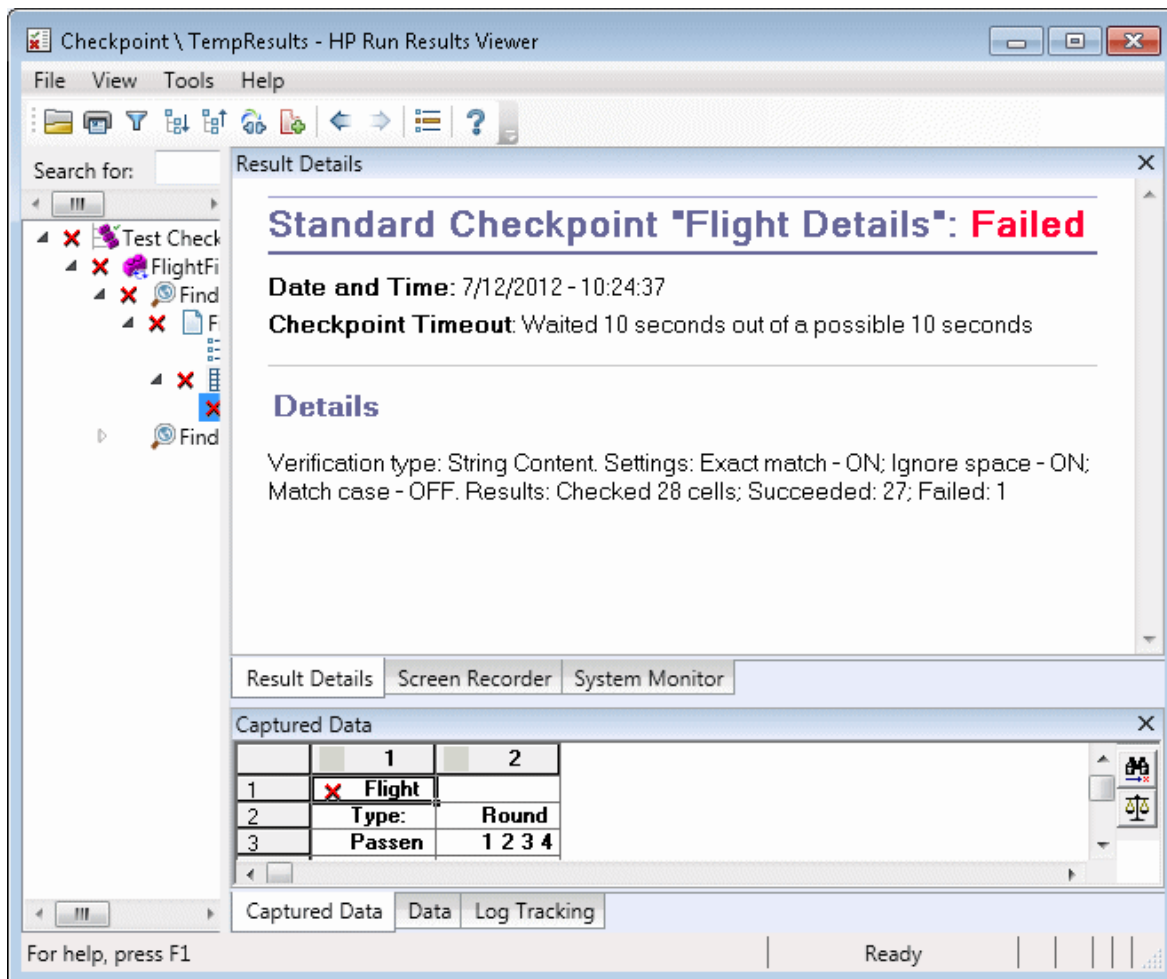 Checkpoint \ TempResults - HP Run Results Viewer
File View Tools Help
Search for:
Test Check
FlightFi
Find
F
Find
Result Details
Standard Checkpoint "Flight Details": Failed
Date and Time: 7/12/2012 - 10:24:37
Checkpoint Timeout: Waited 10 seconds out of a possible 10 seconds
Details
Verification type: String Content. Settings: Exact match - ON; Ignore space - ON;
Match case - OFF. Results: Checked 28 cells; Succeeded: 27; Failed: 1
Result Details Screen Recorder System Monitor
Captured Data
1 2
1 Flight
2 Type: Round
3 Passen 1 2 3 4
Captured Data Data Log Tracking
For help, press F1 Ready